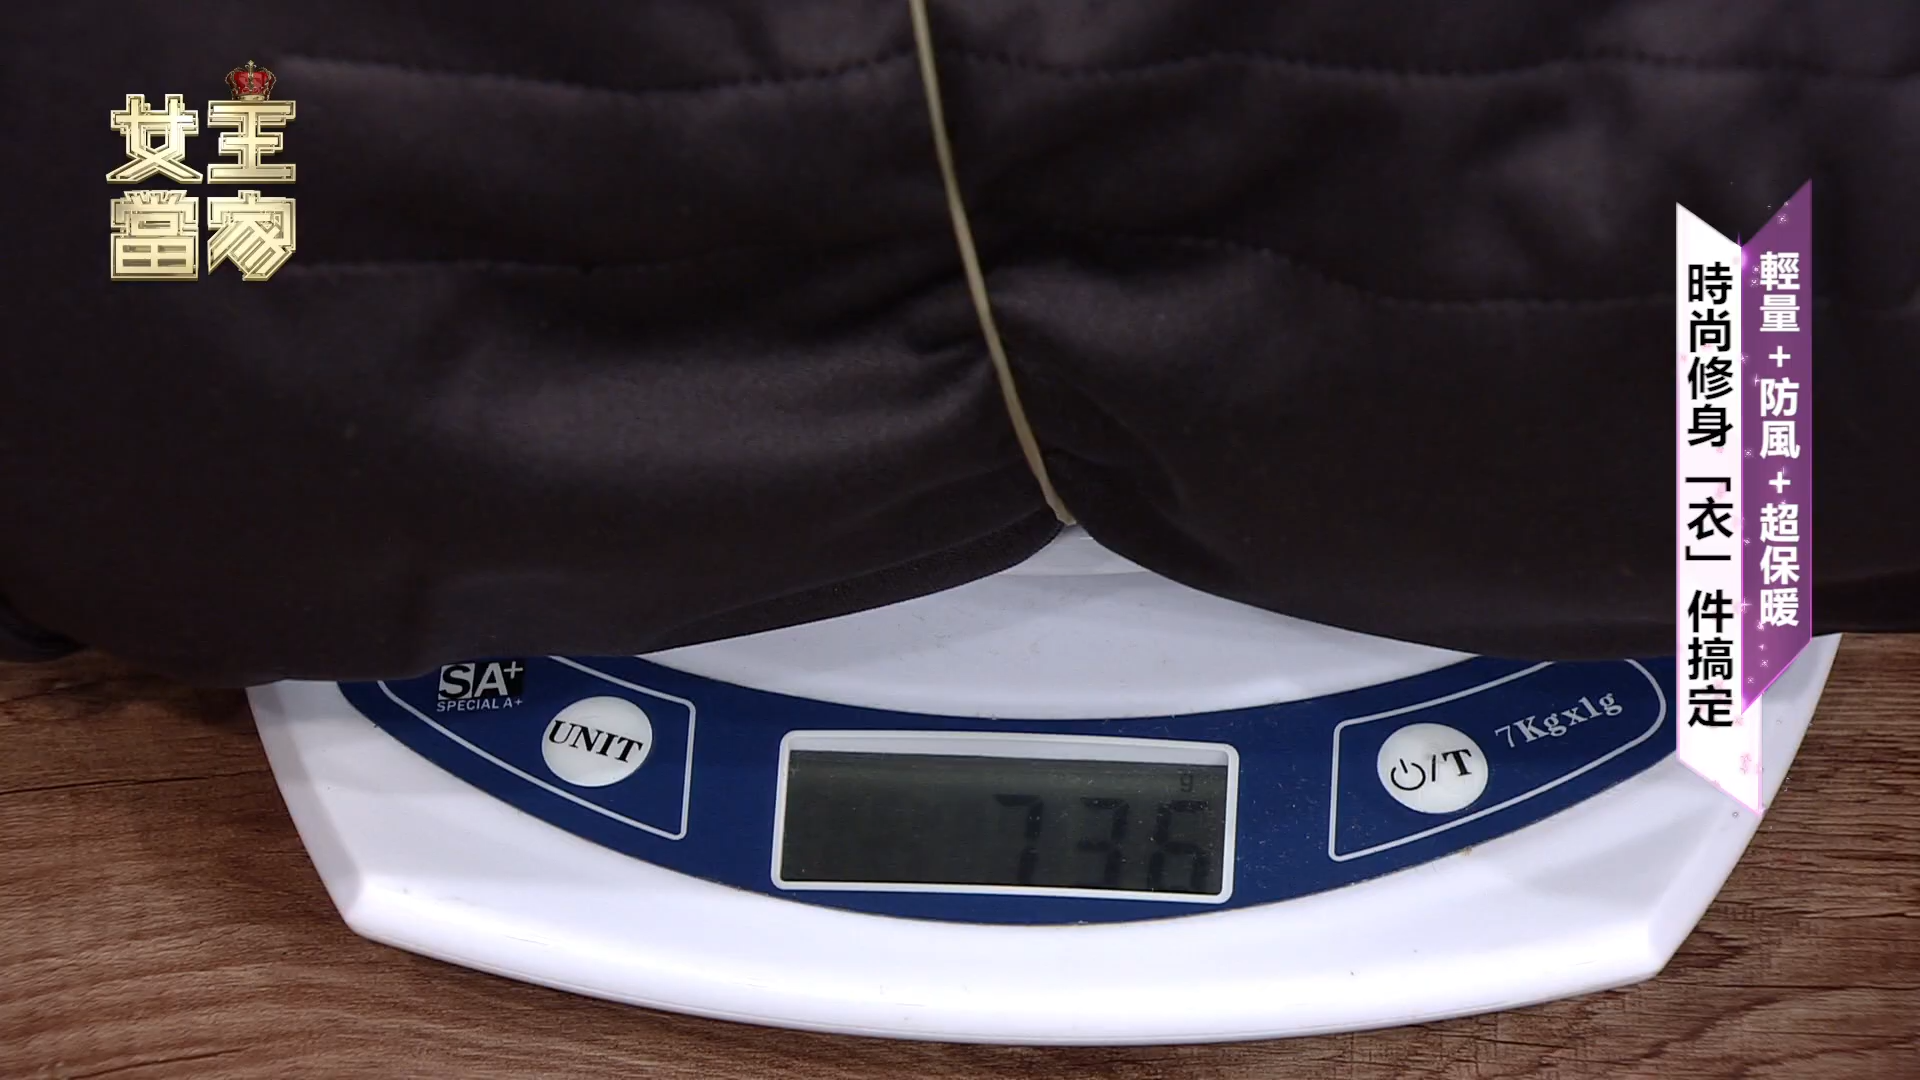 女王
當家
輕量+防風+超保暖
時尚修身「衣」件搞定
SA+
SPECIAL A+
UNIT
⏻/T
7Kgx1g
g
736